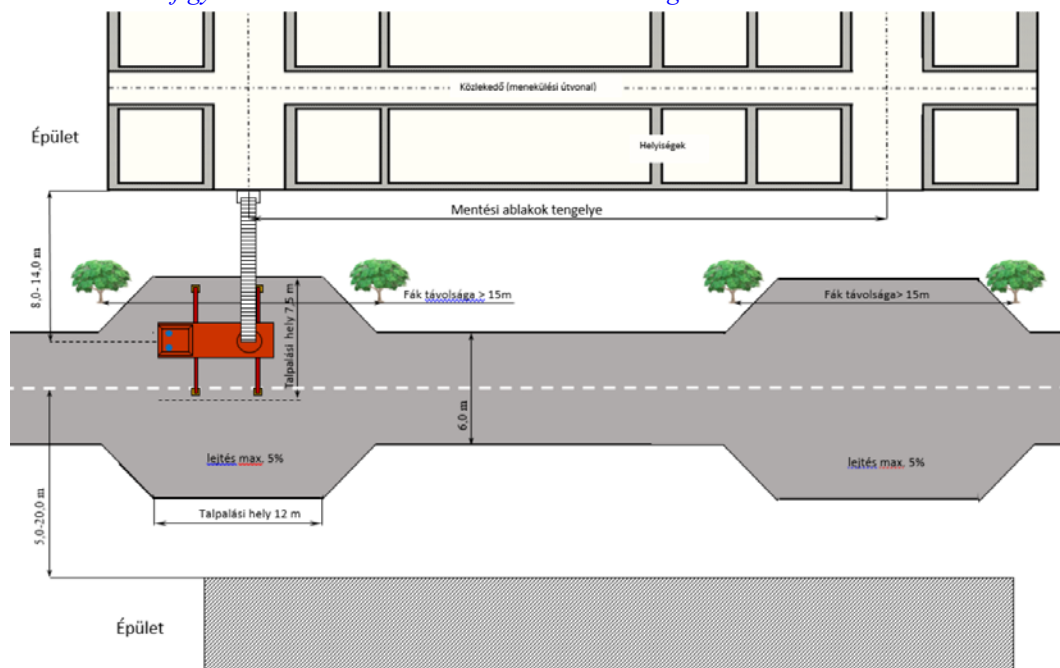 Közlekedő (menekülési útvonal)
Épület
Helyiségek
Mentési ablakok tengelye
8,0-14,0 m
Fák távolsága > 15m
Fák távolsága> 15m
Talpalási hely 7,5 m
6,0 m
lejtés max. 5%
lejtés max. 5%
Talpalási hely 12 m
5,0-20,0 m
Épület